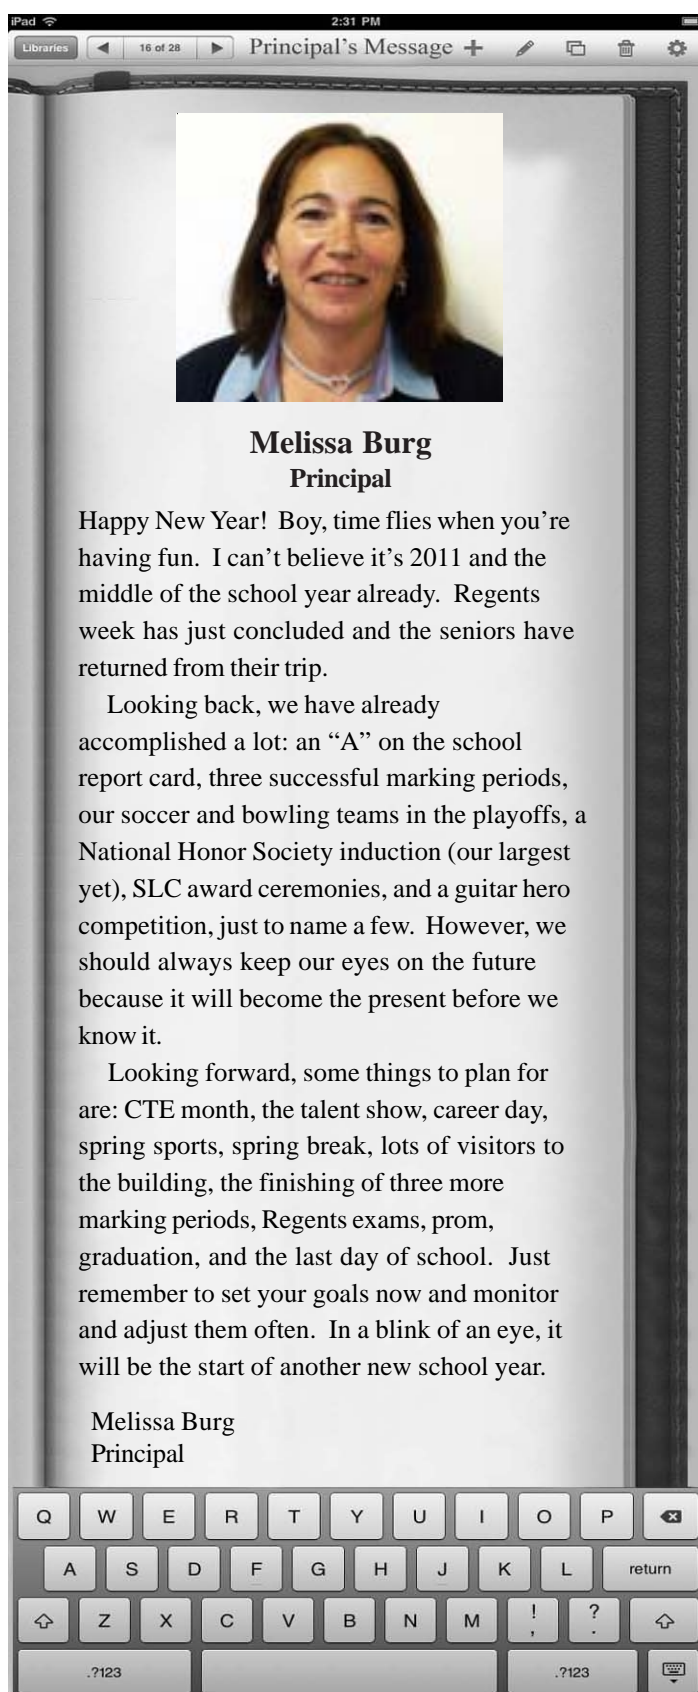 iPad 2:31 PM
Libraries 16 of 28 Principal's Message
Melissa Burg
Principal
Happy New Year!  Boy, time flies when you're
having fun.  I can't believe it's 2011 and the
middle of the school year already.  Regents
week has just concluded and the seniors have
returned from their trip.
Looking back, we have already
accomplished a lot: an “A” on the school
report card, three successful marking periods,
our soccer and bowling teams in the playoffs, a
National Honor Society induction (our largest
yet), SLC award ceremonies, and a guitar hero
competition, just to name a few.  However, we
should always keep our eyes on the future
because it will become the present before we
know it.
Looking forward, some things to plan for
are: CTE month, the talent show, career day,
spring sports, spring break, lots of visitors to
the building, the finishing of three more
marking periods, Regents exams, prom,
graduation, and the last day of school.  Just
remember to set your goals now and monitor
and adjust them often.  In a blink of an eye, it
will be the start of another new school year.
Melissa Burg
Principal
Q W E R T Y U I O P
A S D F G H J K L return
Z X C V B N M ! , ? .
.?123 .?123